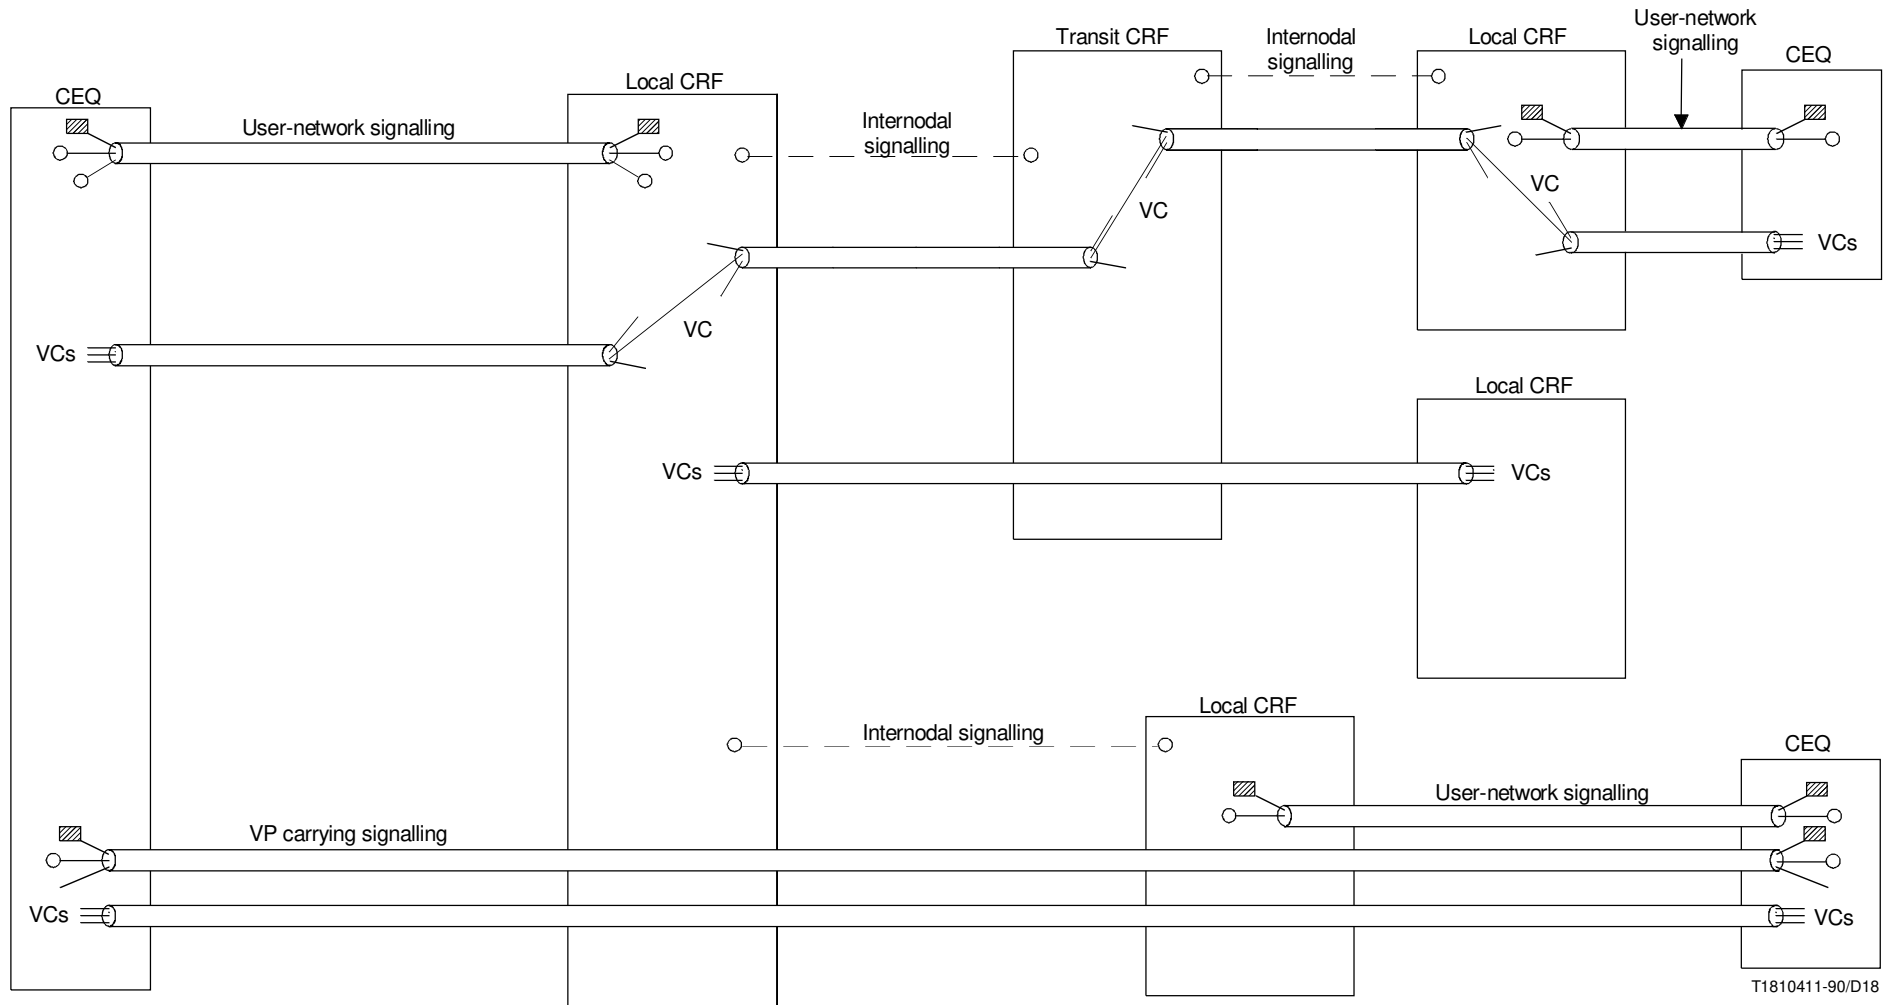 User-network
signalling
Transit CRF
Internodal
signalling
Local CRF
CEQ
Local CRF
CEQ
User-network signalling
Internodal
signalling
VC
VC
VCs
VC
VCs
Local CRF
VCs
VCs
Local CRF
Internodal signalling
CEQ
User-network signalling
VP carrying signalling
VCs
VCs
T1810411-90/D18